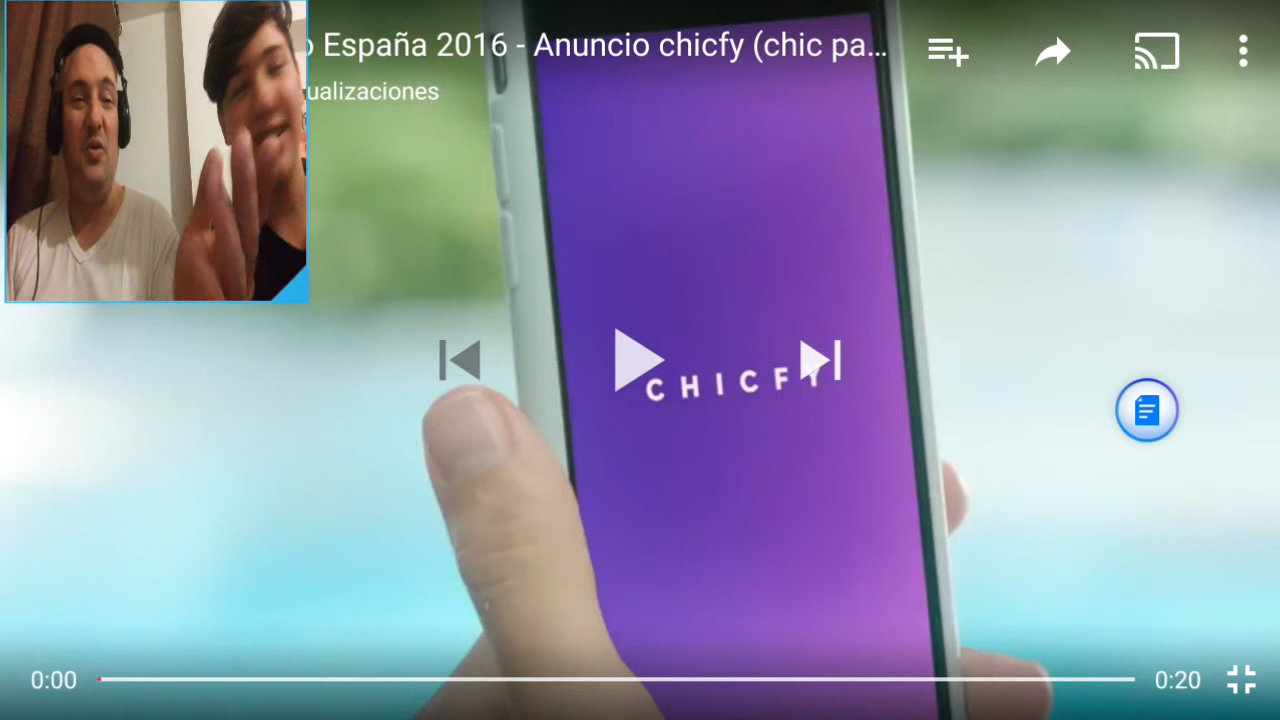 España 2016 - Anuncio chicfy (chic pa...
ualizaciones
CHICFY
0:00
0:20